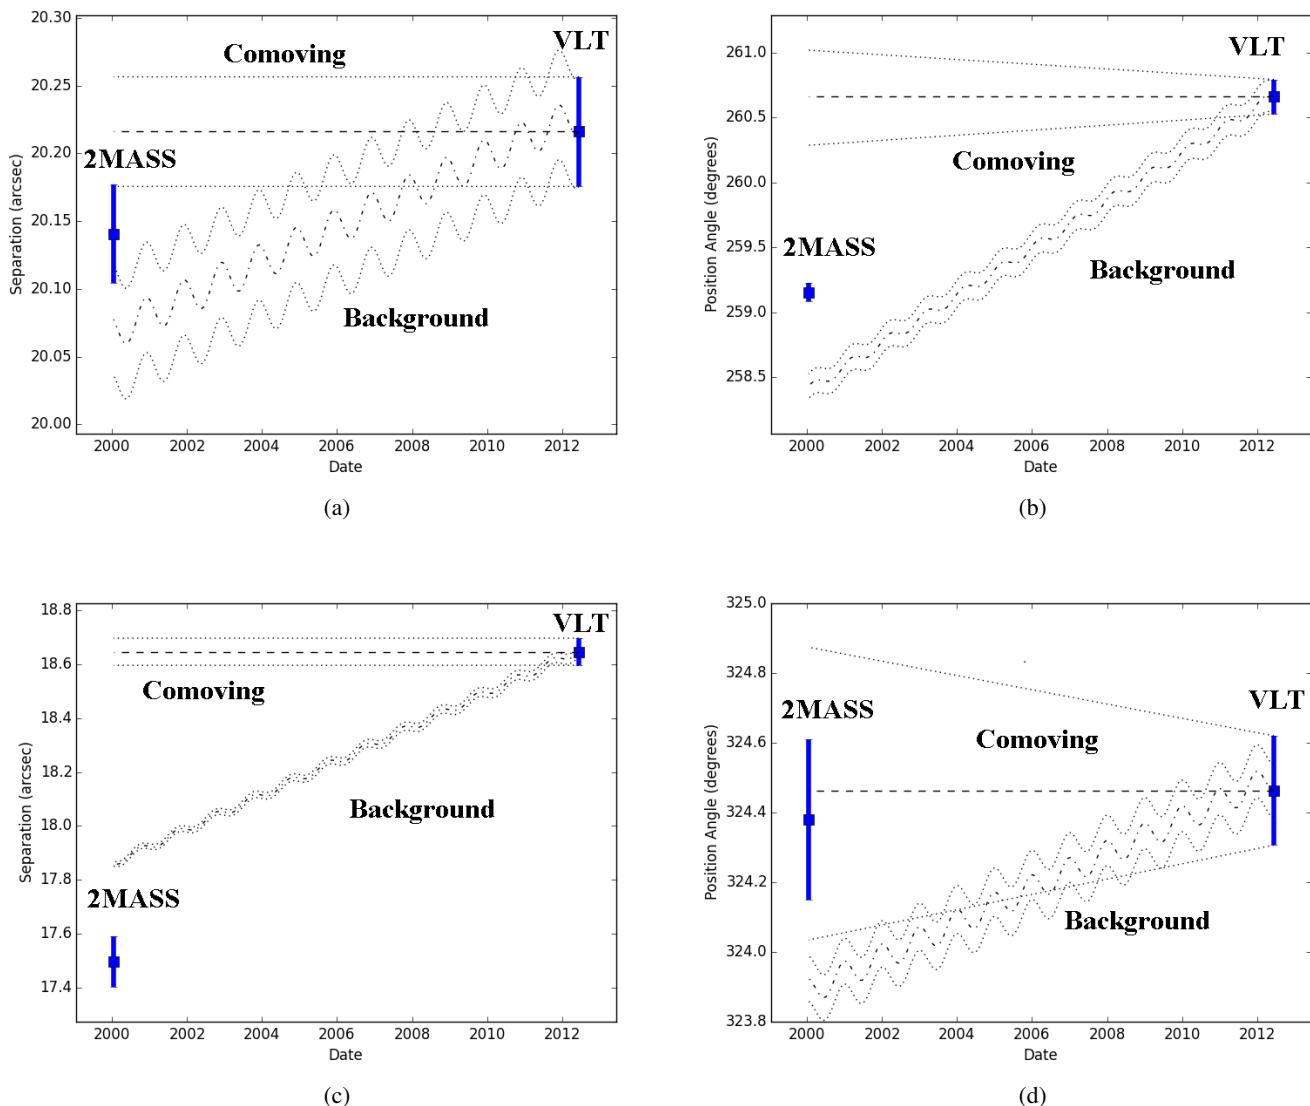 20.30
20.25
20.20
20.15
20.10
20.05
20.00
Separation (arcsec)
Comoving
VLT
2MASS
Background
2000 2002 2004 2006 2008 2010 2012
Date
(a)
261.0
260.5
260.0
259.5
259.0
258.5
Position Angle (degrees)
VLT
Comoving
2MASS
Background
2000 2002 2004 2006 2008 2010 2012
Date
(b)
18.8
18.6
18.4
18.2
18.0
17.8
17.6
17.4
Separation (arcsec)
VLT
Comoving
Background
2MASS
2000 2002 2004 2006 2008 2010 2012
Date
(c)
325.0
324.8
324.6
324.4
324.2
324.0
323.8
Position Angle (degrees)
2MASS
VLT
Comoving
Background
2000 2002 2004 2006 2008 2010 2012
Date
(d)